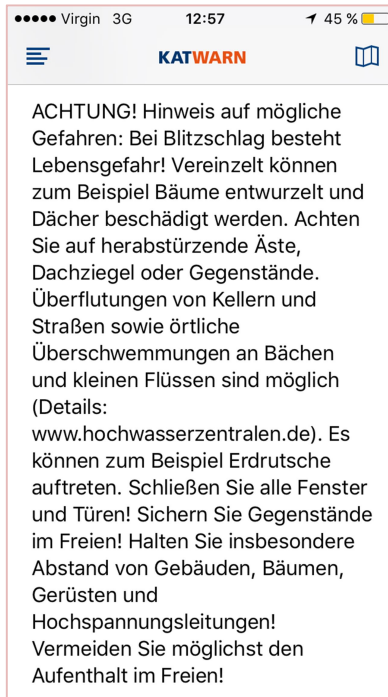 Virgin 3G 12:57 45 %
KATWARN
ACHTUNG! Hinweis auf mögliche
Gefahren: Bei Blitzschlag besteht
Lebensgefahr! Vereinzelt können
zum Beispiel Bäume entwurzelt und
Dächer beschädigt werden. Achten
Sie auf herabstürzende Äste,
Dachziegel oder Gegenstände.
Überflutungen von Kellern und
Straßen sowie örtliche
Überschwemmungen an Bächen
und kleinen Flüssen sind möglich
(Details:
www.hochwasserzentralen.de). Es
können zum Beispiel Erdrutsche
auftreten. Schließen Sie alle Fenster
und Türen! Sichern Sie Gegenstände
im Freien! Halten Sie insbesondere
Abstand von Gebäuden, Bäumen,
Gerüsten und
Hochspannungsleitungen!
Vermeiden Sie möglichst den
Aufenthalt im Freien!